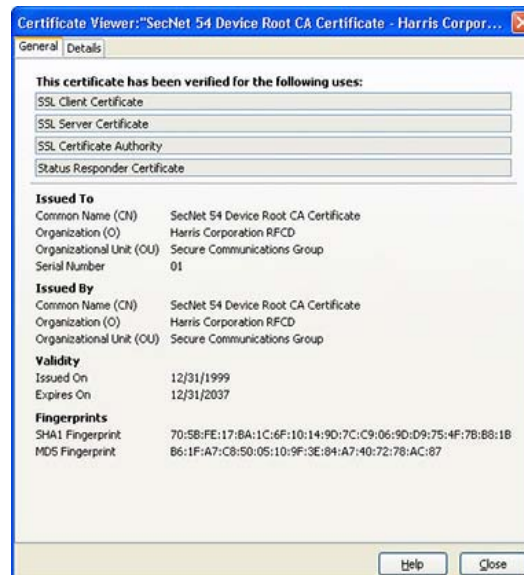 Certificate Viewer:"SecNet 54 Device Root CA Certificate - Harris Corpor...
General Details
This certificate has been verified for the following uses:
SSL Client Certificate
SSL Server Certificate
SSL Certificate Authority
Status Responder Certificate
Issued To
Common Name (CN) SecNet 54 Device Root CA Certificate
Organization (O) Harris Corporation RFCD
Organizational Unit (OU) Secure Communications Group
Serial Number 01
Issued By
Common Name (CN) SecNet 54 Device Root CA Certificate
Organization (O) Harris Corporation RFCD
Organizational Unit (OU) Secure Communications Group
Validity
Issued On 12/31/1999
Expires On 12/31/2037
Fingerprints
SHA1 Fingerprint 70:5B:FE:17:BA:1C:6F:10:14:9D:7C:C9:06:9D:D9:75:4F:7B:B8:1B
MD5 Fingerprint B6:1F:A7:C8:50:05:10:9F:3E:84:A7:40:72:78:AC:87
Help Close